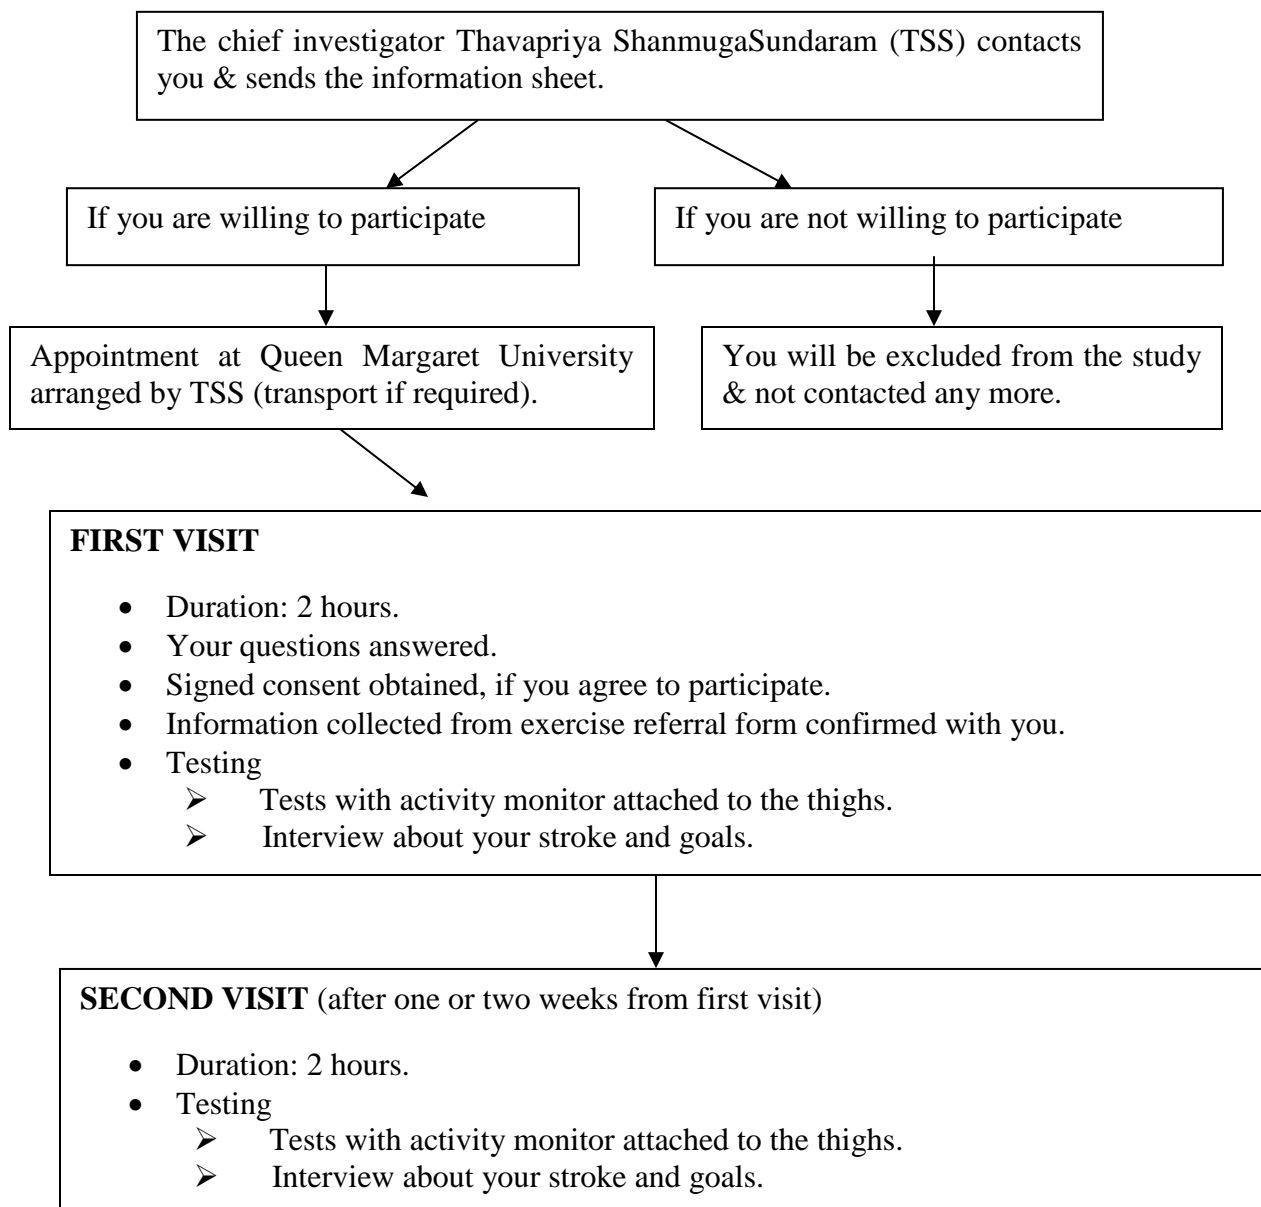 The chief investigator Thavapriya ShanmugaSundaram (TSS) contacts
you & sends the information sheet.
If you are willing to participate
If you are not willing to participate
Appointment at Queen Margaret University
arranged by TSS (transport if required).
You will be excluded from the study
& not contacted any more.
FIRST VISIT
• Duration: 2 hours.
• Your questions answered.
• Signed consent obtained, if you agree to participate.
• Information collected from exercise referral form confirmed with you.
• Testing
➢ Tests with activity monitor attached to the thighs.
➢ Interview about your stroke and goals.
SECOND VISIT (after one or two weeks from first visit)
• Duration: 2 hours.
• Testing
➢ Tests with activity monitor attached to the thighs.
➢ Interview about your stroke and goals.